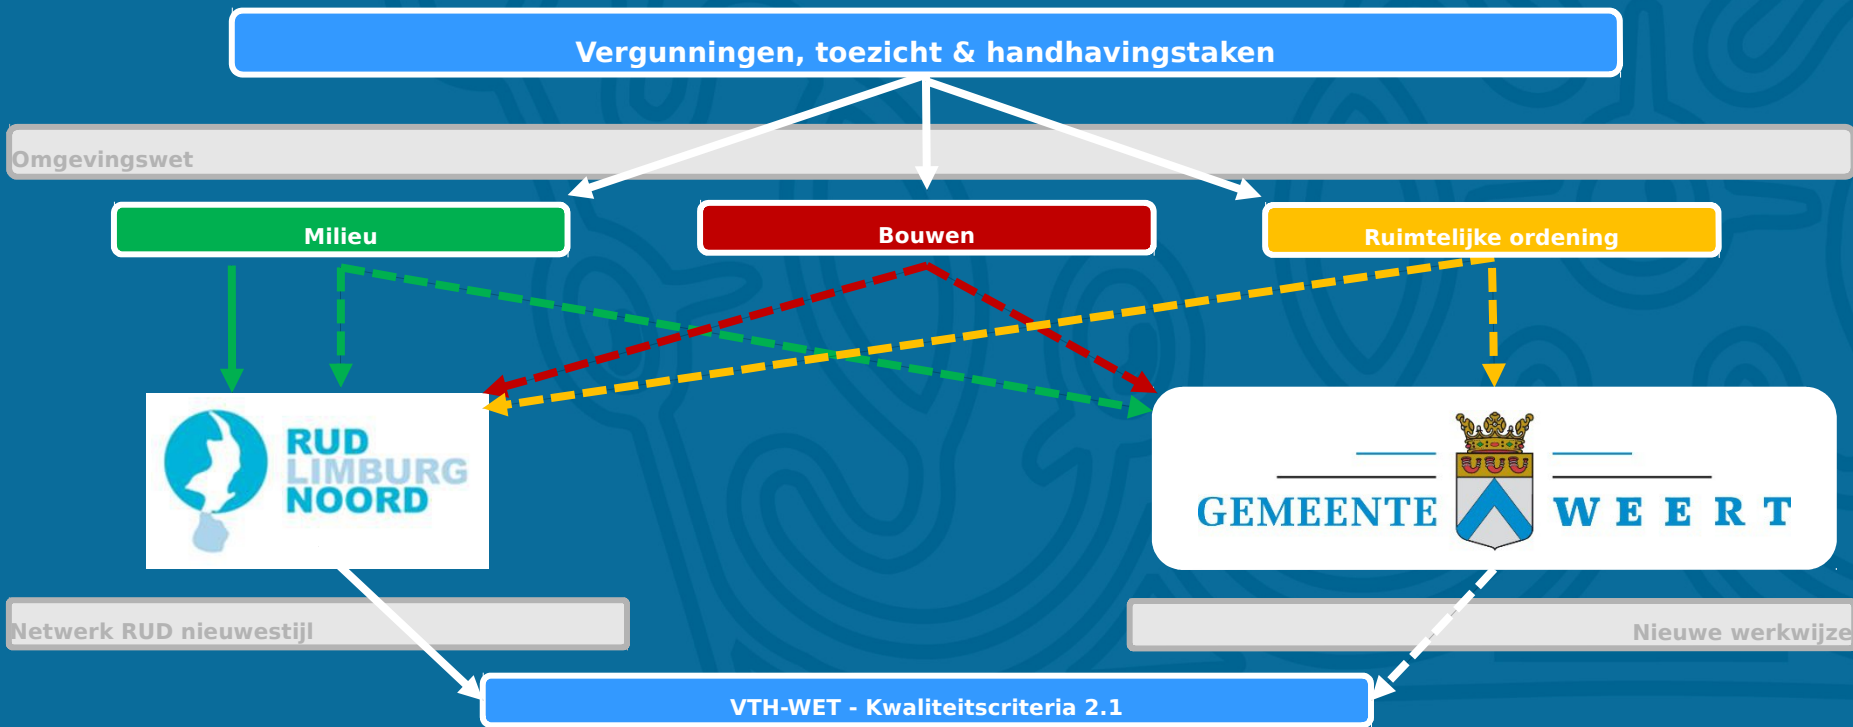 Vergunningen, toezicht & handhavingstaken
Omgevingswet
Milieu
Bouwen
Ruimtelijke ordening
RUD
LIMBURG
NOORD
GEMEENTE WEERT
Netwerk RUD nieuwestijl
Nieuwe werkwijze
VTH-WET - Kwaliteitscriteria 2.1